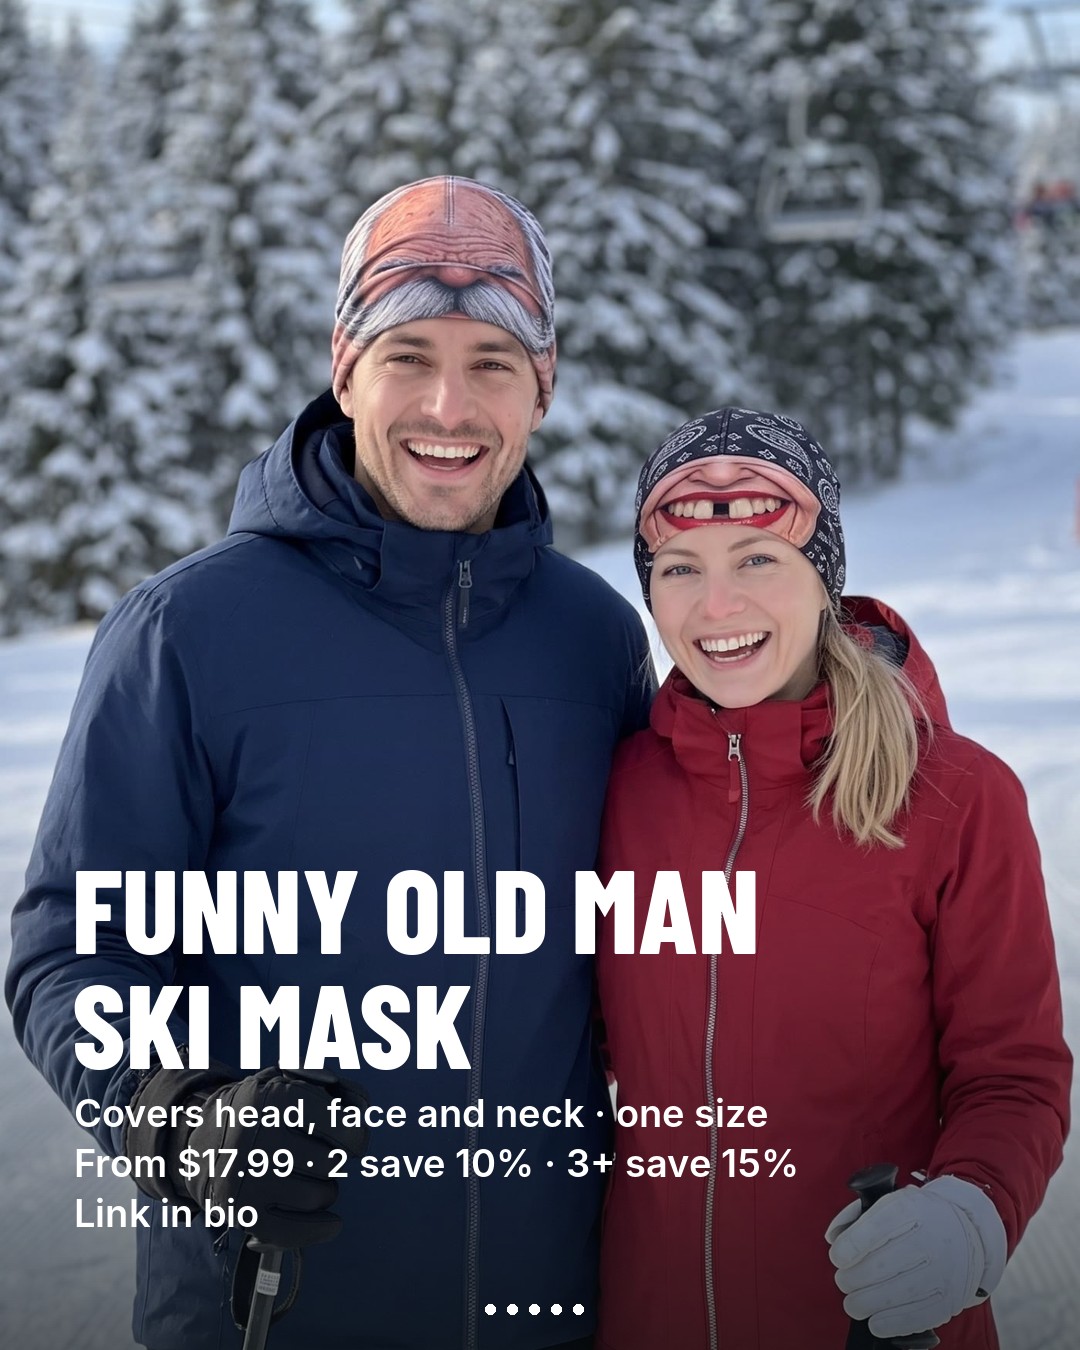 FUNNY OLD MAN
SKI MASK
Covers head, face and neck · one size
From $17.99 · 2 save 10% · 3+ save 15%
Link in bio